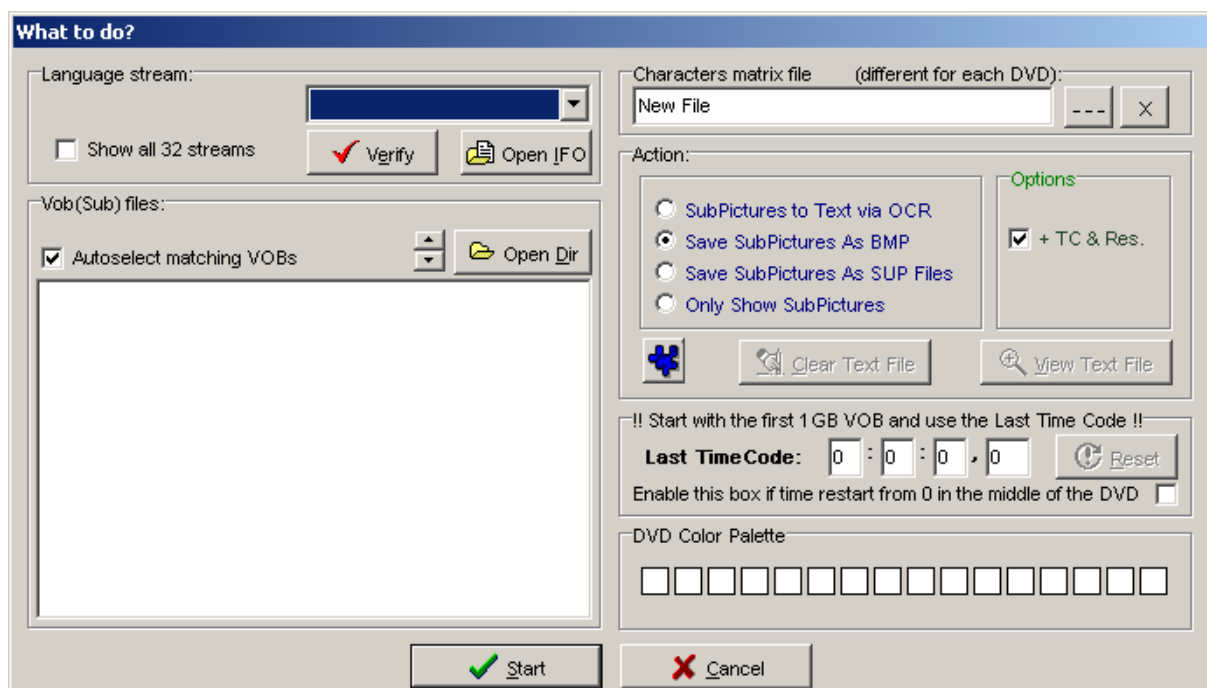 What to do?
Language stream:
Show all 32 streams
Verify
Open IFO
Vob(Sub) files:
Autoselect matching VOBs
Open Dir
Characters matrix file (different for each DVD):
New File
---
X
Action:
SubPictures to Text via OCR
Save SubPictures As BMP
Save SubPictures As SUP Files
Only Show SubPictures
Options
+ TC & Res.
Clear Text File
View Text File
!! Start with the first 1GB VOB and use the Last Time Code !!
Last TimeCode: 0 : 0 : 0 , 0
Reset
Enable this box if time restart from 0 in the middle of the DVD
DVD Color Palette
Start
Cancel